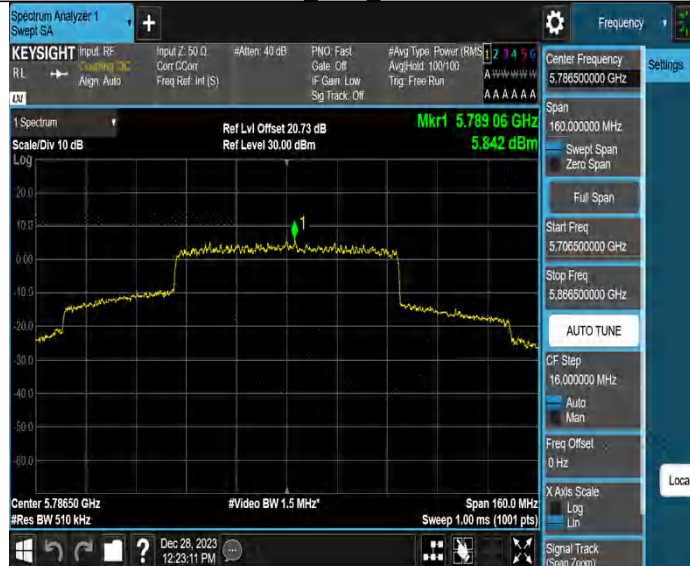 Spectrum Analyzer 1
Swept SA
+
Frequency
KEYSIGHT
Input: RF
Input Z: 50 Ω
#Atten: 40 dB
PNO: Fast
#Avg Type: Power (RMS
1 2 3 4 5 6
RL
Coupling: DC
Corr CCorr
Gate: Off
Avg|Hold: 100/100
Align: Auto
Freq Ref: Int (S)
IF Gain: Low
Trig: Free Run
Sig Track: Off
A W W W W W
A A A A A A
LXI
Center Frequency
5.786500000 GHz
Settings
Span
160.000000 MHz
Swept Span
Zero Span
Full Span
Start Freq
5.706500000 GHz
Stop Freq
5.866500000 GHz
AUTO TUNE
CF Step
16.000000 MHz
Auto
Man
Freq Offset
0 Hz
X Axis Scale
Log
Lin
Signal Track
(Span Zoom)
Loca
1 Spectrum
Scale/Div 10 dB
Ref Lvl Offset 20.73 dB
Ref Level 30.00 dBm
Mkr1 5.789 06 GHz
5.842 dBm
Log
20.0
10.0
1
0.00
-10.0
-20.0
-30.0
-40.0
-50.0
-60.0
Center 5.78650 GHz
#Video BW 1.5 MHz*
Span 160.0 MHz
#Res BW 510 kHz
Sweep 1.00 ms (1001 pts)
?
Dec 28, 2023
12:23:11 PM